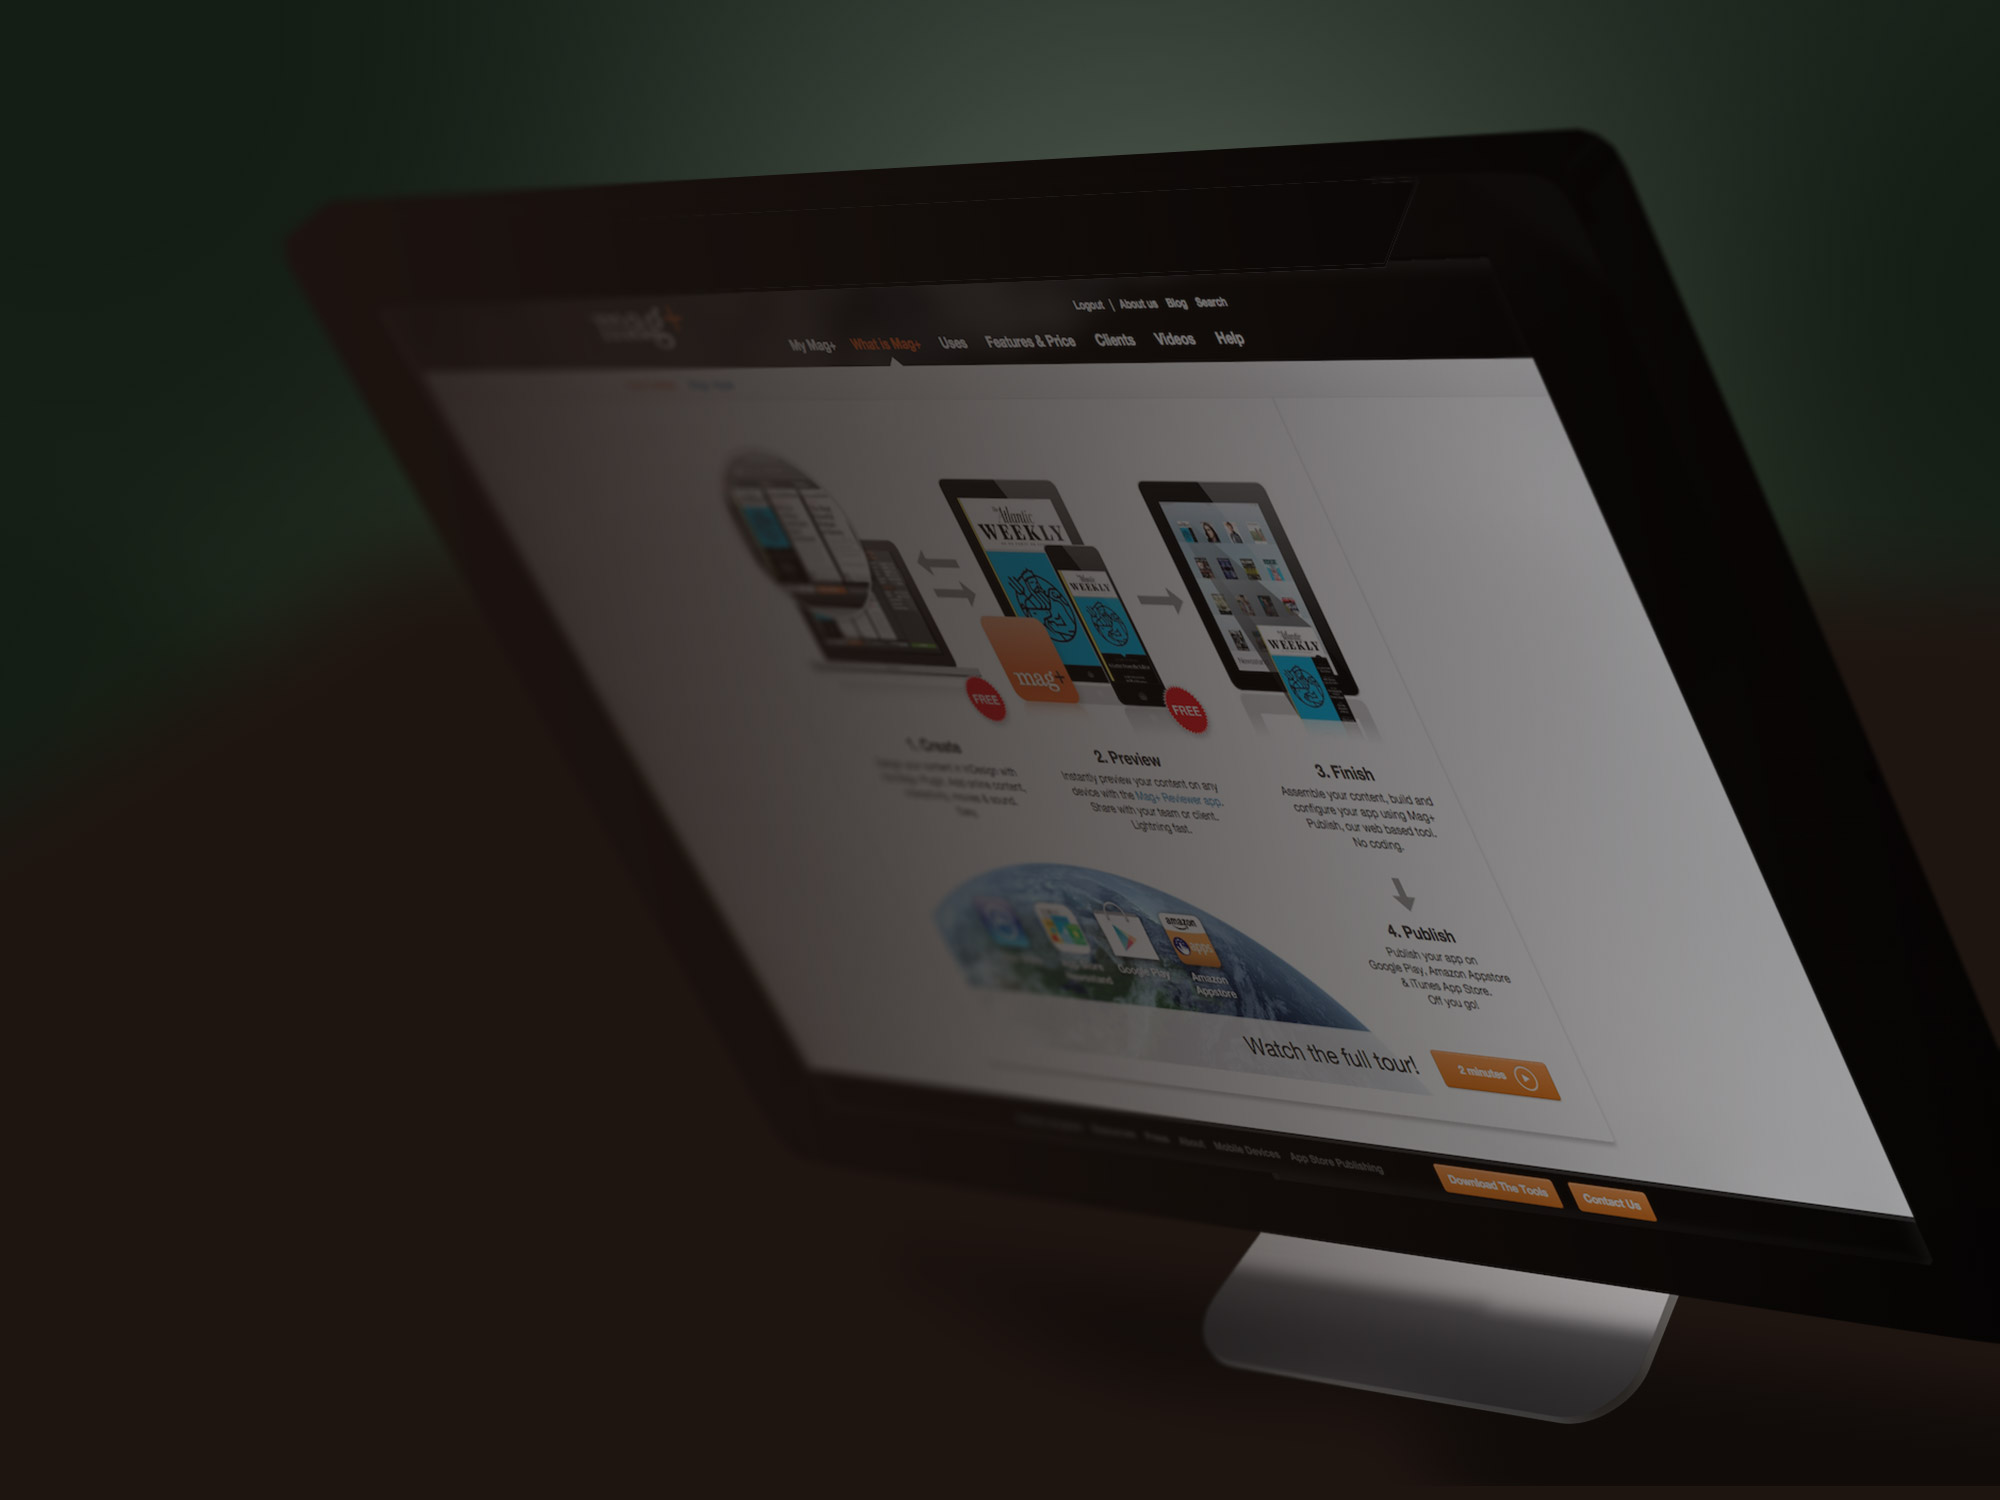 mag+
Logout | About us Blog Search
My Mag+ What is Mag+ Uses Features & Price Clients Videos Help
the Atlantic
WEEKLY
WEEKLY
Atlantic
WEEKLY
mag+
FREE
FREE
1. Create
2. Preview
Instantly preview your content on any
device with the Mag+ Reviewer app.
Share with your team or client.
Lightning fast.
3. Finish
Assemble your content, build and
configure your app using Mag+
Publish, our web based tool.
No coding.
4. Publish
Publish your app on
Google Play, Amazon Appstore
& iTunes App Store.
Off you go!
amazon
apps
Google Play
Amazon
Appstore
Watch the full tour!
2 minutes
About Mobile Devices App Store Publishing
Download The Tools
Contact Us